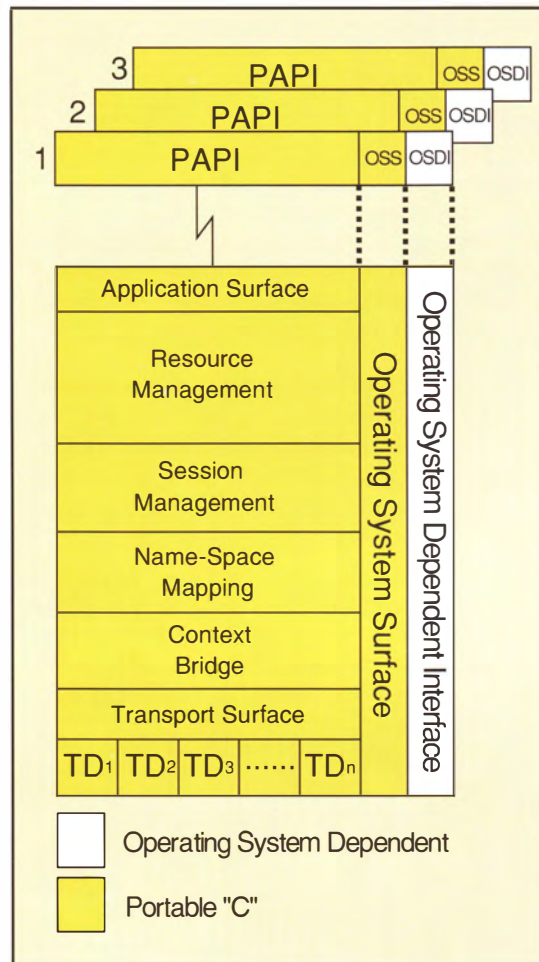 3 PAPI OSS OSDI
2 PAPI OSS OSDI
1 PAPI OSS OSDI
Application Surface
Resource
Management
Session
Management
Name-Space
Mapping
Context
Bridge
Transport Surface
TD1 TD2 TD3 ...... TDn
Operating System Surface
Operating System Dependent Interface
Operating System Dependent
Portable "C"